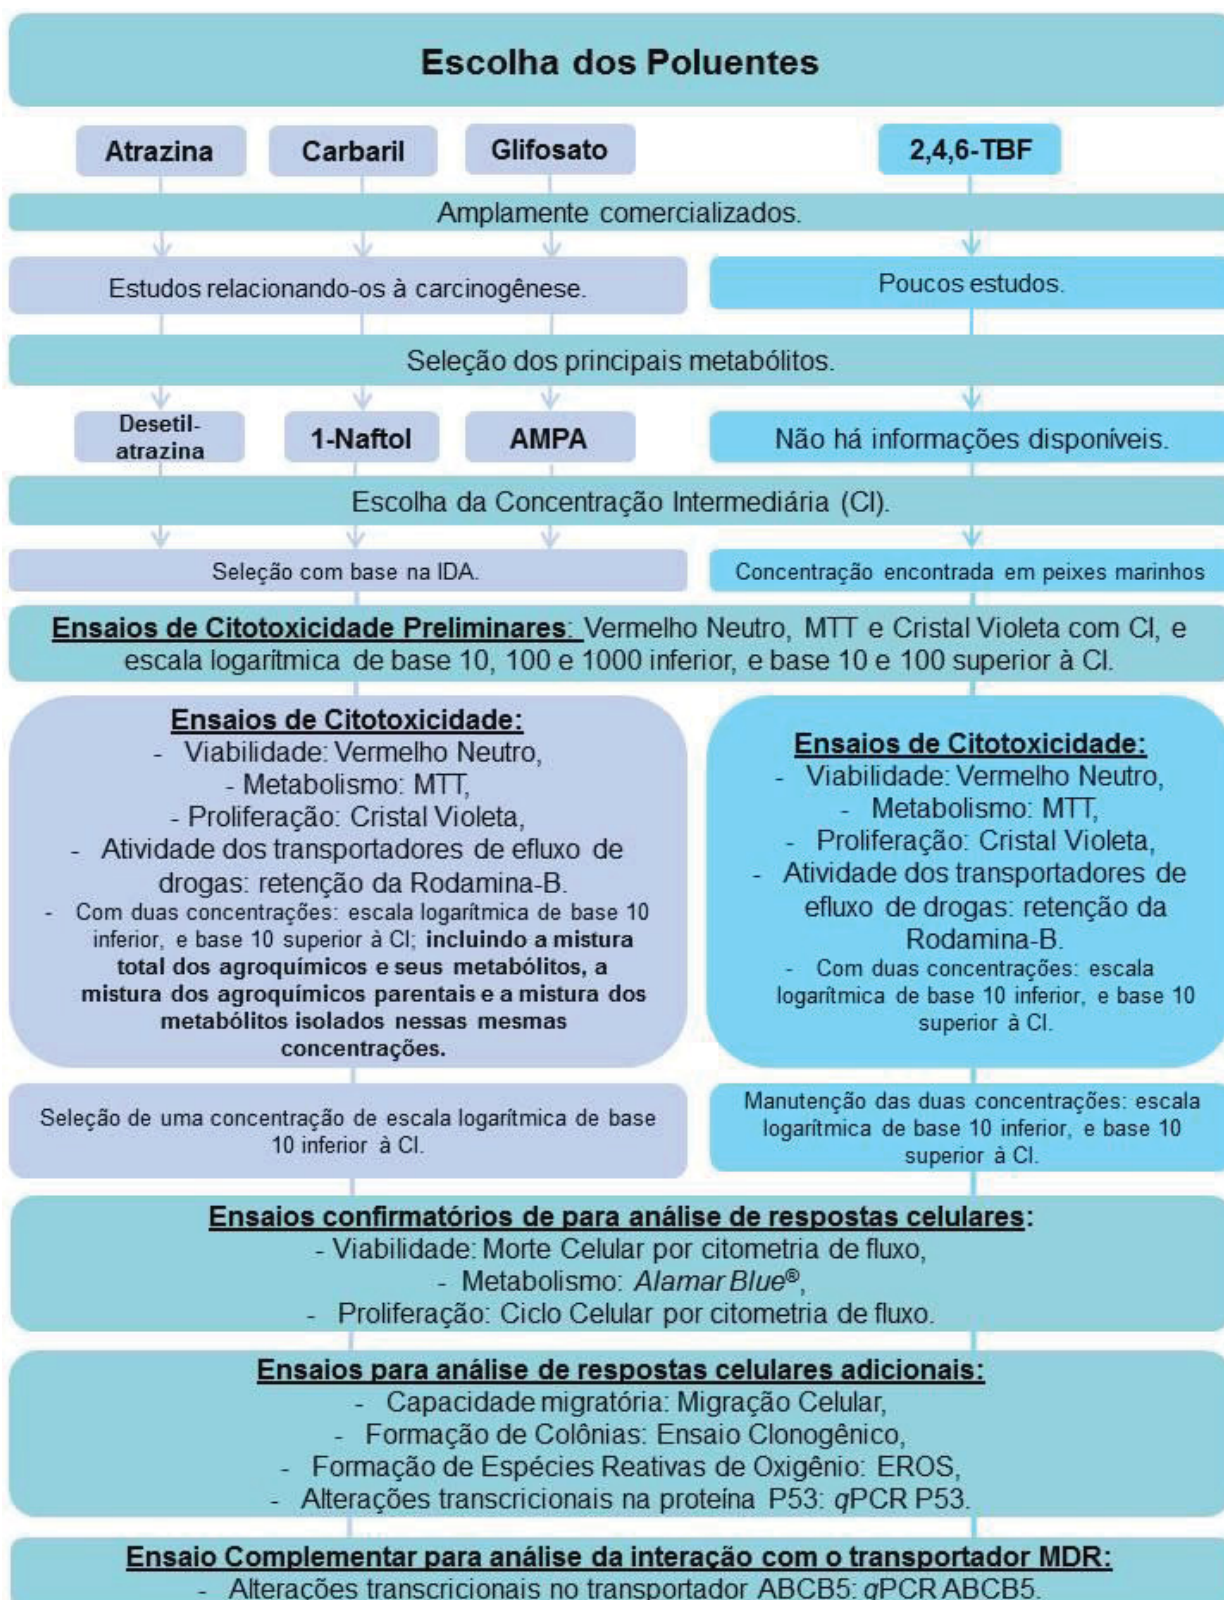 Escolha dos Poluentes
Atrazina
Carbaril
Glifosato
2,4,6-TBF
Amplamente comercializados.
Estudos relacionando-os à carcinogênese.
Poucos estudos.
Seleção dos principais metabólitos.
Desetil-
atrazina
1-Naftol
AMPA
Não há informações disponíveis.
Escolha da Concentração Intermediária (CI).
Seleção com base na IDA.
Concentração encontrada em peixes marinhos
Ensaios de Citotoxicidade Preliminares: Vermelho Neutro, MTT e Cristal Violeta com CI, e
escala logarítmica de base 10, 100 e 1000 inferior, e base 10 e 100 superior à CI.
Ensaios de Citotoxicidade:
- Viabilidade: Vermelho Neutro,
- Metabolismo: MTT,
- Proliferação: Cristal Violeta,
- Atividade dos transportadores de efluxo de
drogas: retenção da Rodamina-B.
- Com duas concentrações: escala logarítmica de base 10
inferior, e base 10 superior à CI; incluindo a mistura
total dos agroquímicos e seus metabólitos, a
mistura dos agroquímicos parentais e a mistura dos
metabólitos isolados nessas mesmas
concentrações.
Ensaios de Citotoxicidade:
- Viabilidade: Vermelho Neutro,
- Metabolismo: MTT,
- Proliferação: Cristal Violeta,
- Atividade dos transportadores de
efluxo de drogas: retenção da
Rodamina-B.
- Com duas concentrações: escala
logarítmica de base 10 inferior, e base 10
superior à CI.
Seleção de uma concentração de escala logarítmica de base
10 inferior à CI.
Manutenção das duas concentrações: escala
logarítmica de base 10 inferior, e base 10
superior à CI.
Ensaios confirmatórios de para análise de respostas celulares:
- Viabilidade: Morte Celular por citometria de fluxo,
- Metabolismo: Alamar Blue®,
- Proliferação: Ciclo Celular por citometria de fluxo.
Ensaios para análise de respostas celulares adicionais:
- Capacidade migratória: Migração Celular,
- Formação de Colônias: Ensaio Clonogênico,
- Formação de Espécies Reativas de Oxigênio: EROS,
- Alterações transcricionais na proteína P53: qPCR P53.
Ensaio Complementar para análise da interação com o transportador MDR:
- Alterações transcricionais no transportador ABCB5: qPCR ABCB5.